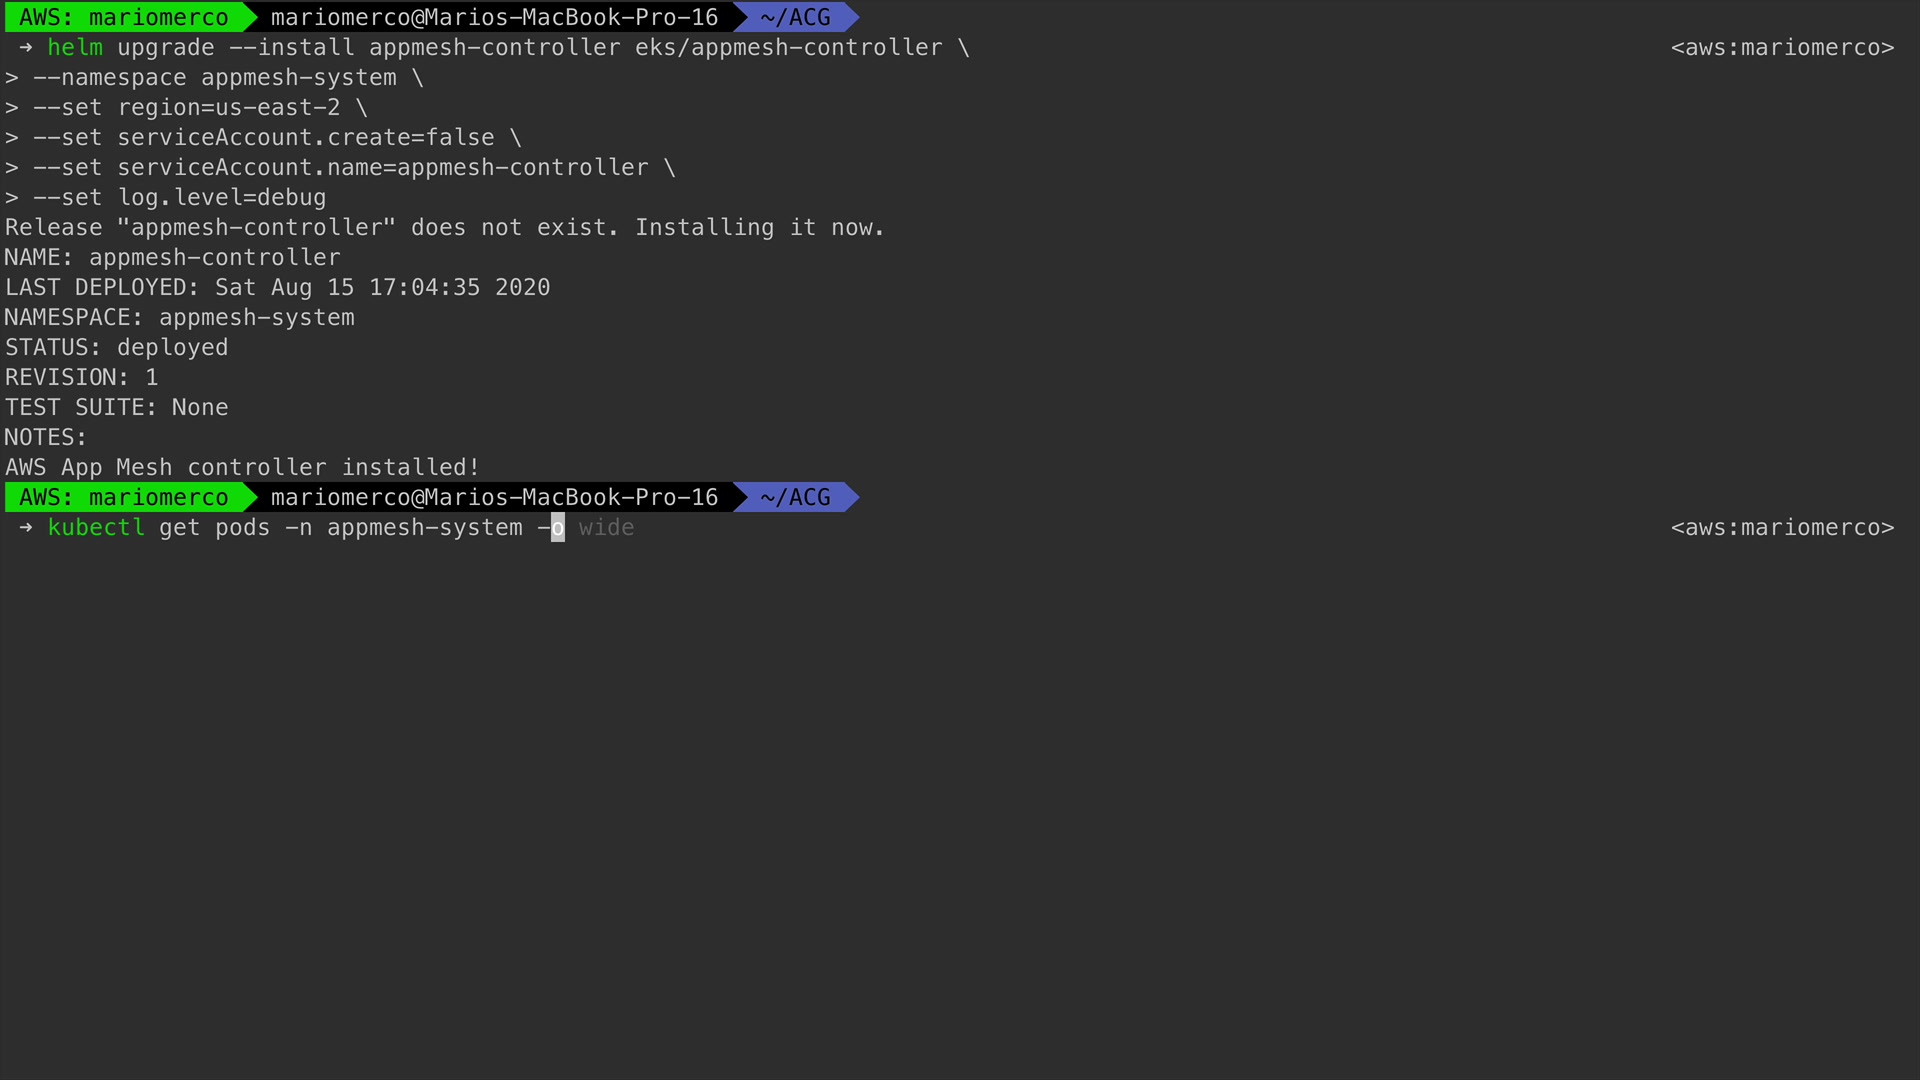 AWS: mariomerco mariomerco@Marios-MacBook-Pro-16 ~/ACG
→ helm upgrade --install appmesh-controller eks/appmesh-controller \ <aws:mariomerco>
> --namespace appmesh-system \
> --set region=us-east-2 \
> --set serviceAccount.create=false \
> --set serviceAccount.name=appmesh-controller \
> --set log.level=debug
Release "appmesh-controller" does not exist. Installing it now.
NAME: appmesh-controller
LAST DEPLOYED: Sat Aug 15 17:04:35 2020
NAMESPACE: appmesh-system
STATUS: deployed
REVISION: 1
TEST SUITE: None
NOTES:
AWS App Mesh controller installed!
AWS: mariomerco mariomerco@Marios-MacBook-Pro-16 ~/ACG
→ kubectl get pods -n appmesh-system -o wide <aws:mariomerco>